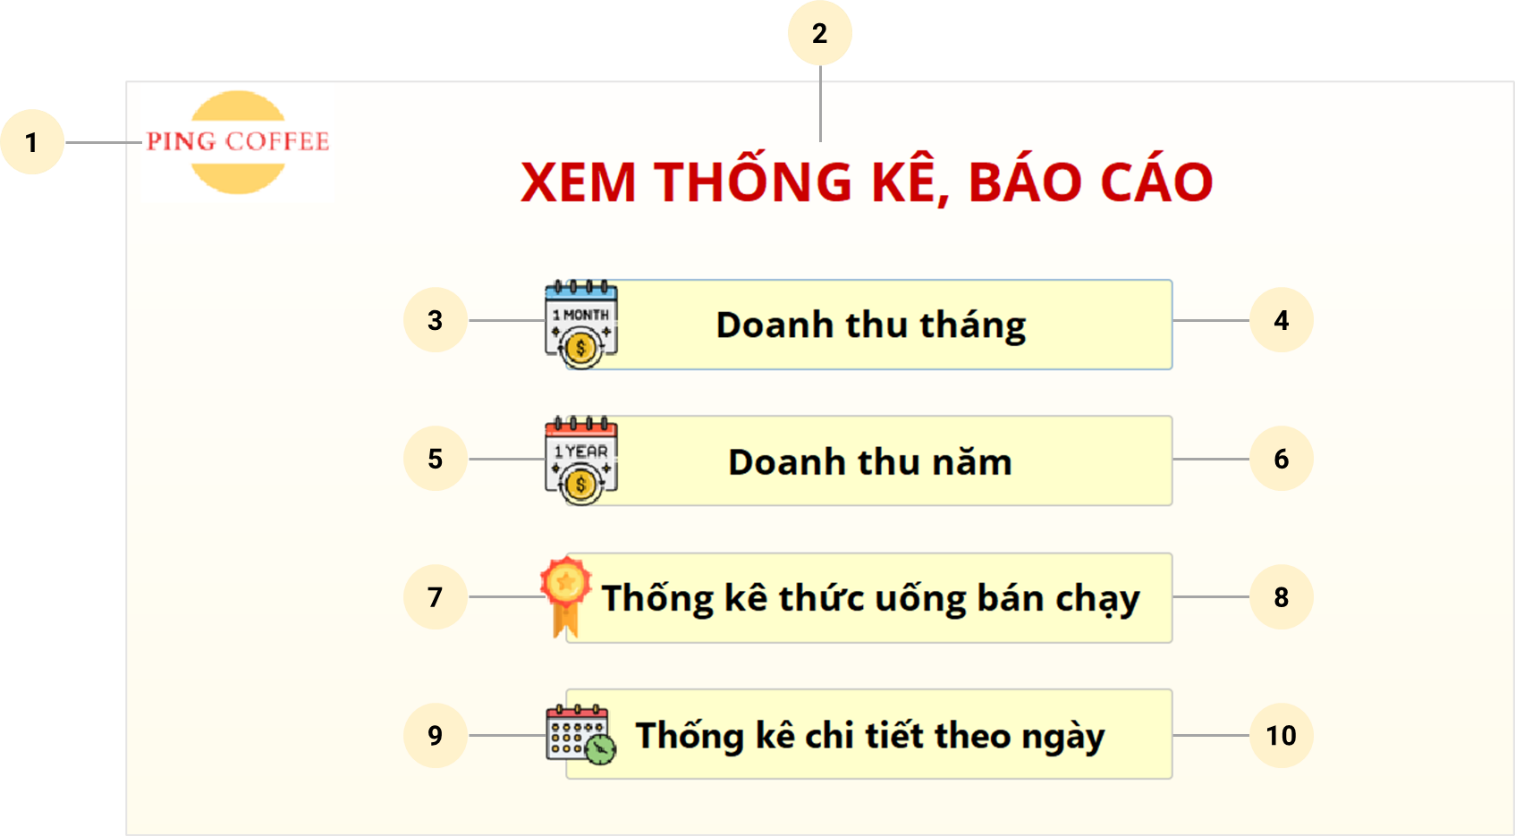 2
1
PING COFFEE
XEM THỐNG KÊ, BÁO CÁO
3
1 MONTH
$
Doanh thu tháng
4
5
1 YEAR
$
Doanh thu năm
6
7
Thống kê thức uống bán chạy
8
9
Thống kê chi tiết theo ngày
10